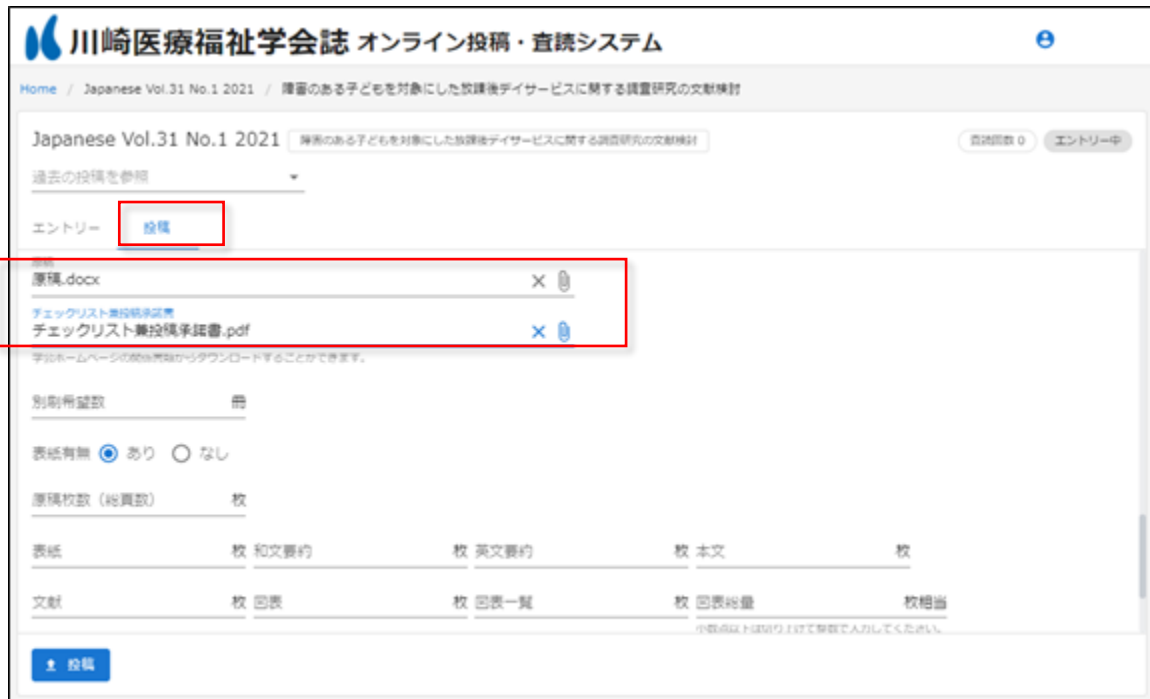 川崎医療福祉学会誌 オンライン投稿・査読システム
Home / Japanese Vol.31 No.1 2021 / 障害のある子どもを対象にした放課後デイサービスに関する調査研究の文献検討
Japanese Vol.31 No.1 2021 障害のある子どもを対象にした放課後デイサービスに関する調査研究の文献検討 査読回数 0 エントリー中
過去の投稿を参照
エントリー 投稿
原稿
原稿.docx
チェックリスト兼投稿承諾書
チェックリスト兼投稿承諾書.pdf
学会ホームページの関係書類からダウンロードすることができます。
別刷希望数 冊
表紙有無 あり なし
原稿枚数（総頁数） 枚
表紙 枚 和文要約 枚 英文要約 枚 本文 枚
文献 枚 図表 枚 図表一覧 枚 図表総量 枚相当
小数点以下は切り上げて整数で入力してください。
投稿